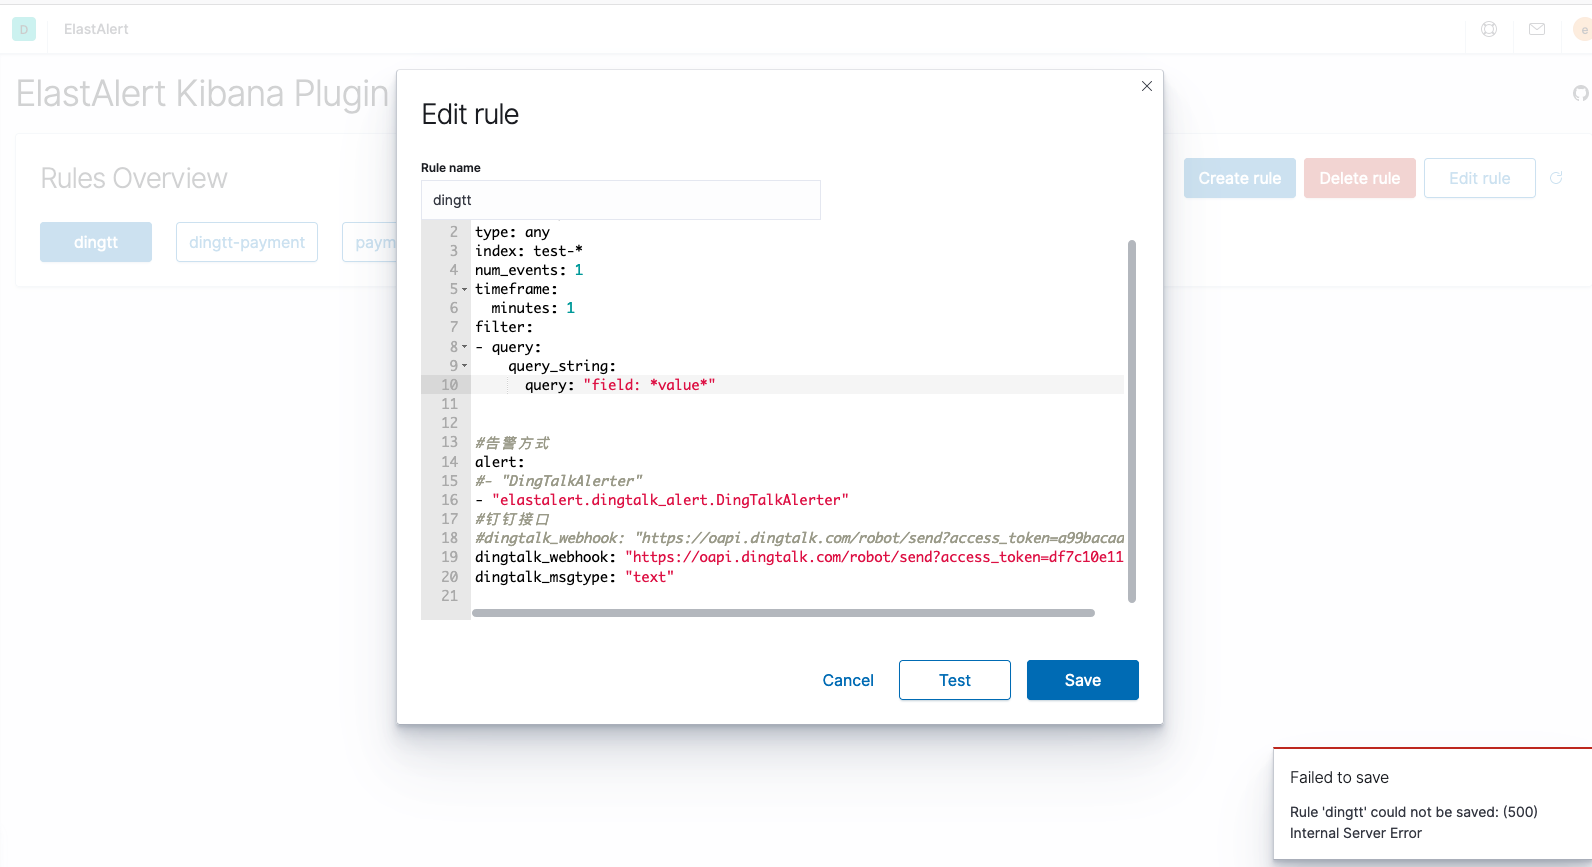 D
ElastAlert
e
ElastAlert Kibana Plugin
Rules Overview
Create rule
Delete rule
Edit rule
dingtt
dingtt-payment
paym
Edit rule
Rule name
dingtt
2 type: any
3 index: test-*
4 num_events: 1
5 timeframe:
6 minutes: 1
7 filter:
8 - query:
9 query_string:
10 query: "field: *value*"
11
12
13 #告警方式
14 alert:
15 #- "DingTalkAlerter"
16 - "elastalert.dingtalk_alert.DingTalkAlerter"
17 #钉钉接口
18 #dingtalk_webhook: "https://oapi.dingtalk.com/robot/send?access_token=a99bacaa
19 dingtalk_webhook: "https://oapi.dingtalk.com/robot/send?access_token=df7c10e11
20 dingtalk_msgtype: "text"
21
Cancel
Test
Save
Failed to save
Rule 'dingtt' could not be saved: (500)
Internal Server Error